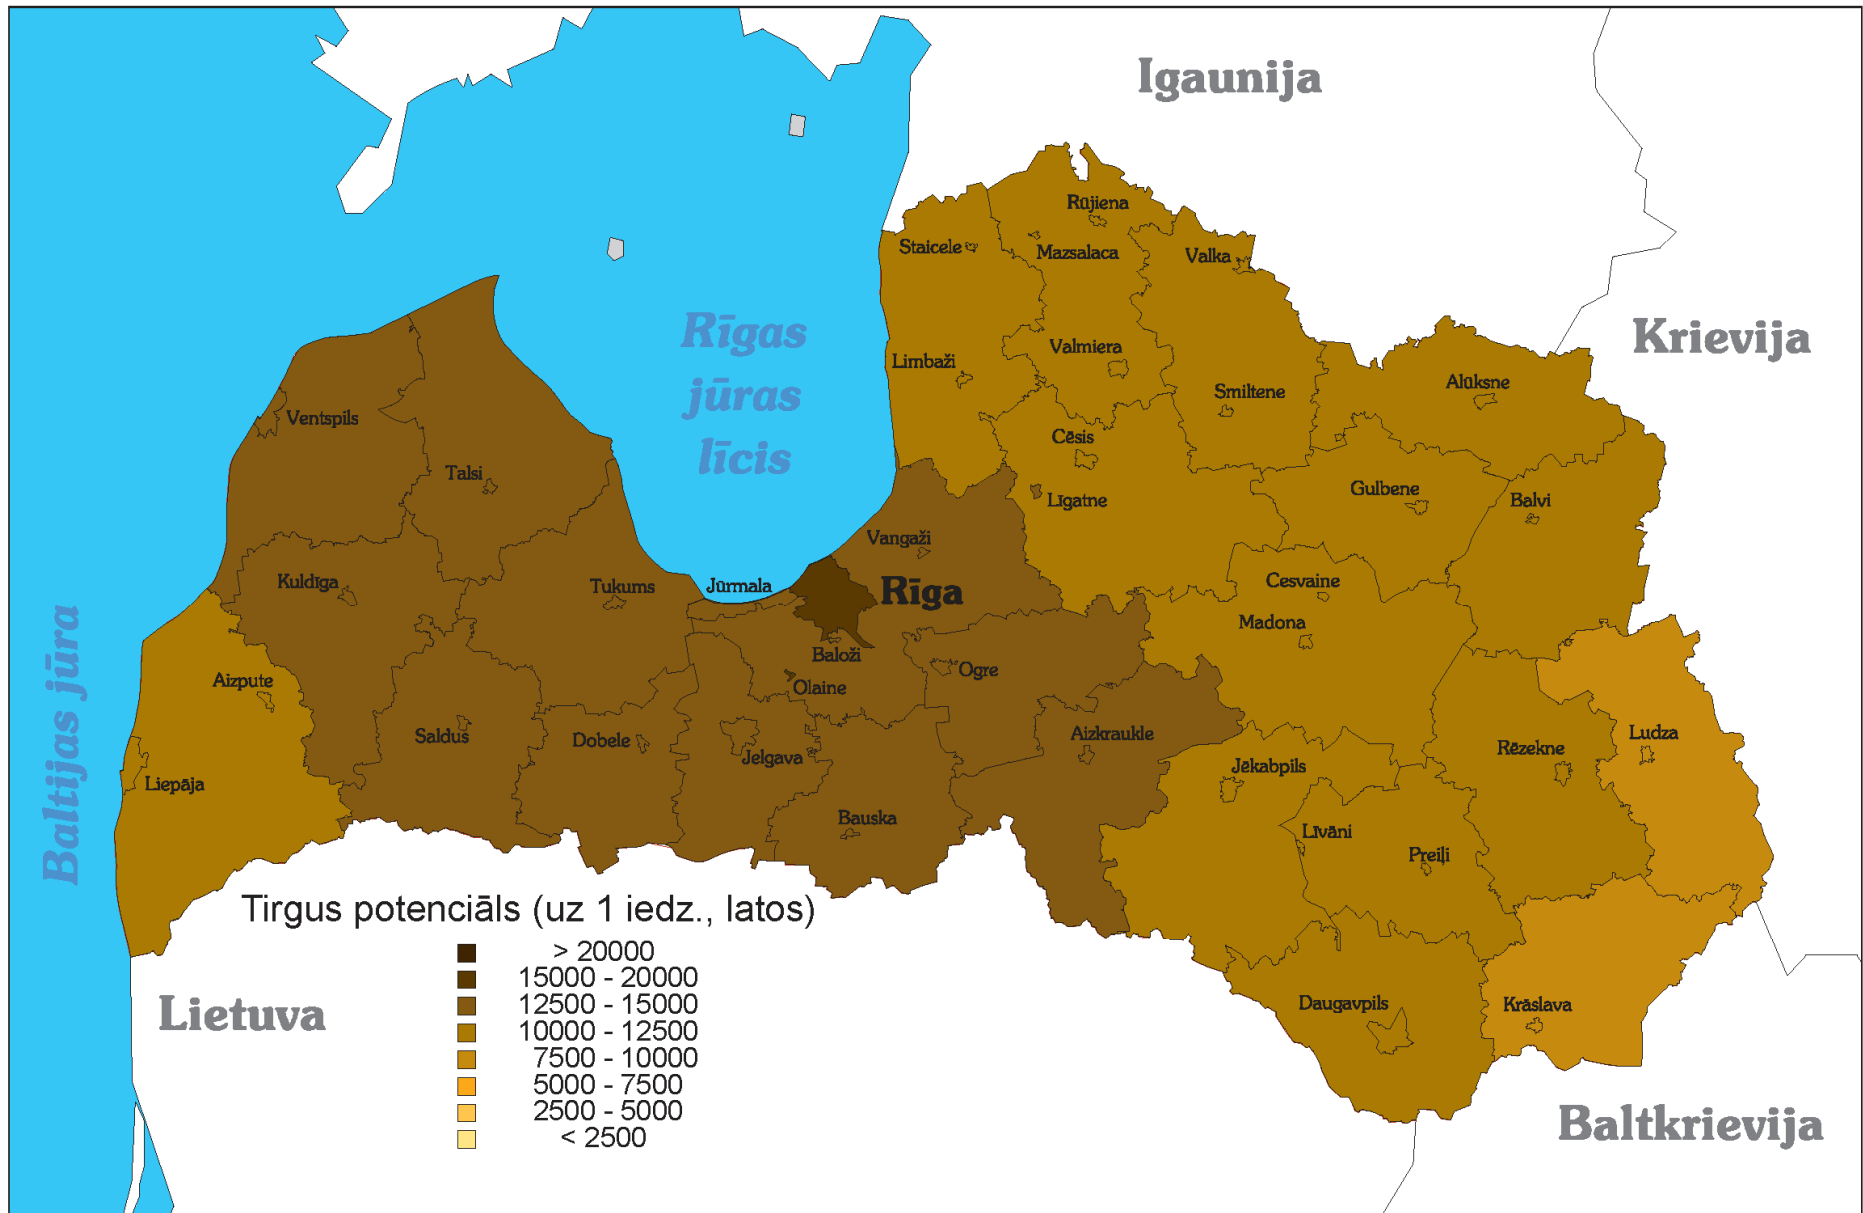 Igaunija
Rūjiena
Staicele
Mazsalaca
Valka
Rīgas
jūras
līcis
Krievija
Limbaži
Valmiera
Smiltene
Alūksne
Ventspils
Cēsis
Talsi
Līgatne
Gulbene
Balvi
Vangaži
Kuldīga
Tukums
Jūrmala
Rīga
Cesvaine
Madona
Baloži
Ogre
Aizpute
Olaine
Saldus
Dobele
Jelgava
Aizkraukle
Rēzekne
Ludza
Baltijas jūra
Liepāja
Jēkabpils
Bauska
Līvāni
Preiļi
Tirgus potenciāls (uz 1 iedz., latos)
> 20000
15000 - 20000
12500 - 15000
10000 - 12500
7500 - 10000
5000 - 7500
2500 - 5000
< 2500
Lietuva
Daugavpils
Krāslava
Baltkrievija